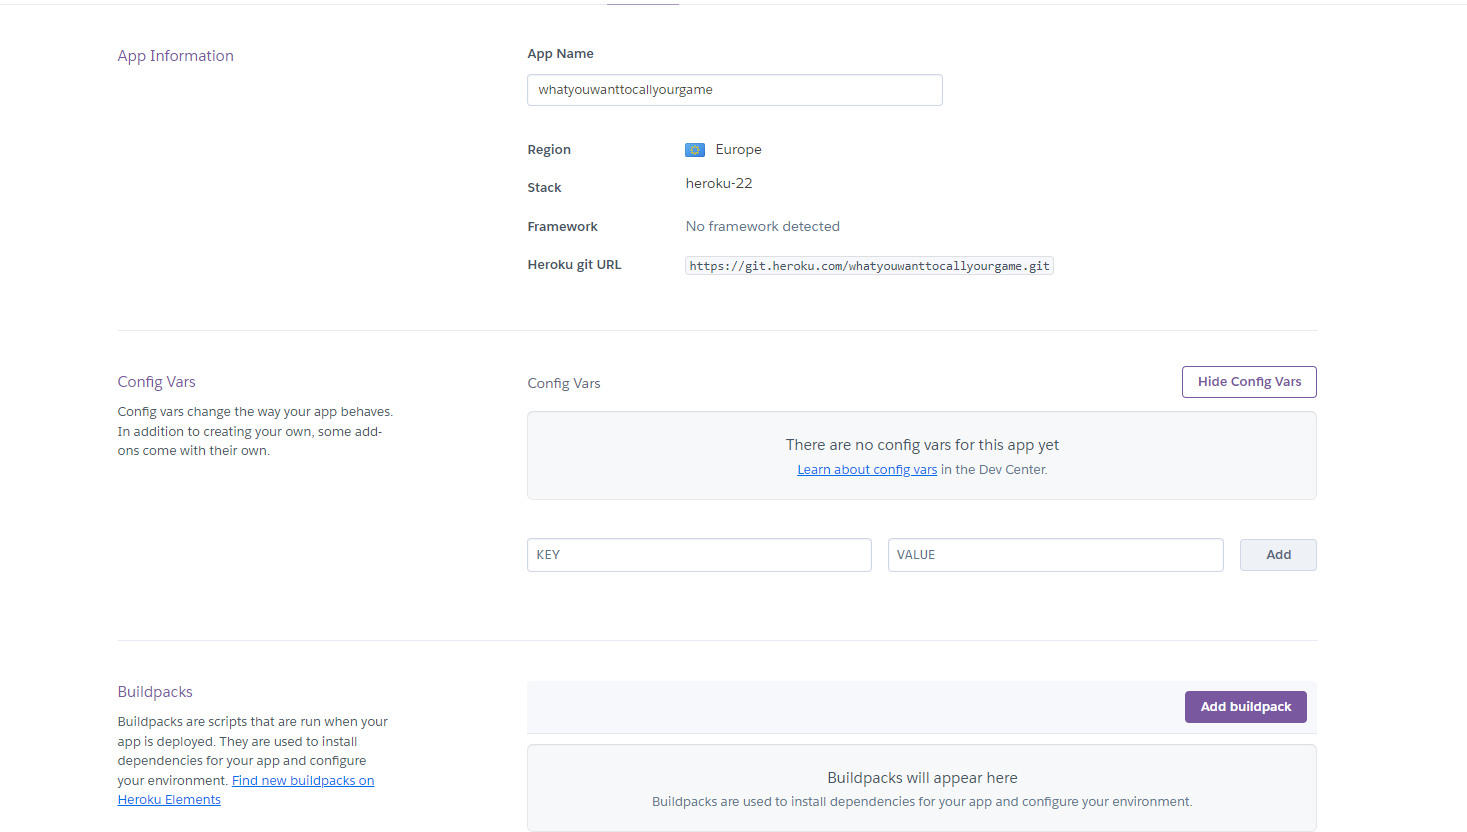 App Information
App Name
whatyouwanttocallyourgame
Region
Europe
Stack
heroku-22
Framework
No framework detected
Heroku git URL
https://git.heroku.com/whatyouwanttocallyourgame.git
Config Vars
Config vars change the way your app behaves.
In addition to creating your own, some add-
ons come with their own.
Config Vars
Hide Config Vars
There are no config vars for this app yet
Learn about config vars in the Dev Center.
KEY
VALUE
Add
Buildpacks
Buildpacks are scripts that are run when your
app is deployed. They are used to install
dependencies for your app and configure
your environment. Find new buildpacks on
Heroku Elements
Add buildpack
Buildpacks will appear here
Buildpacks are used to install dependencies for your app and configure your environment.